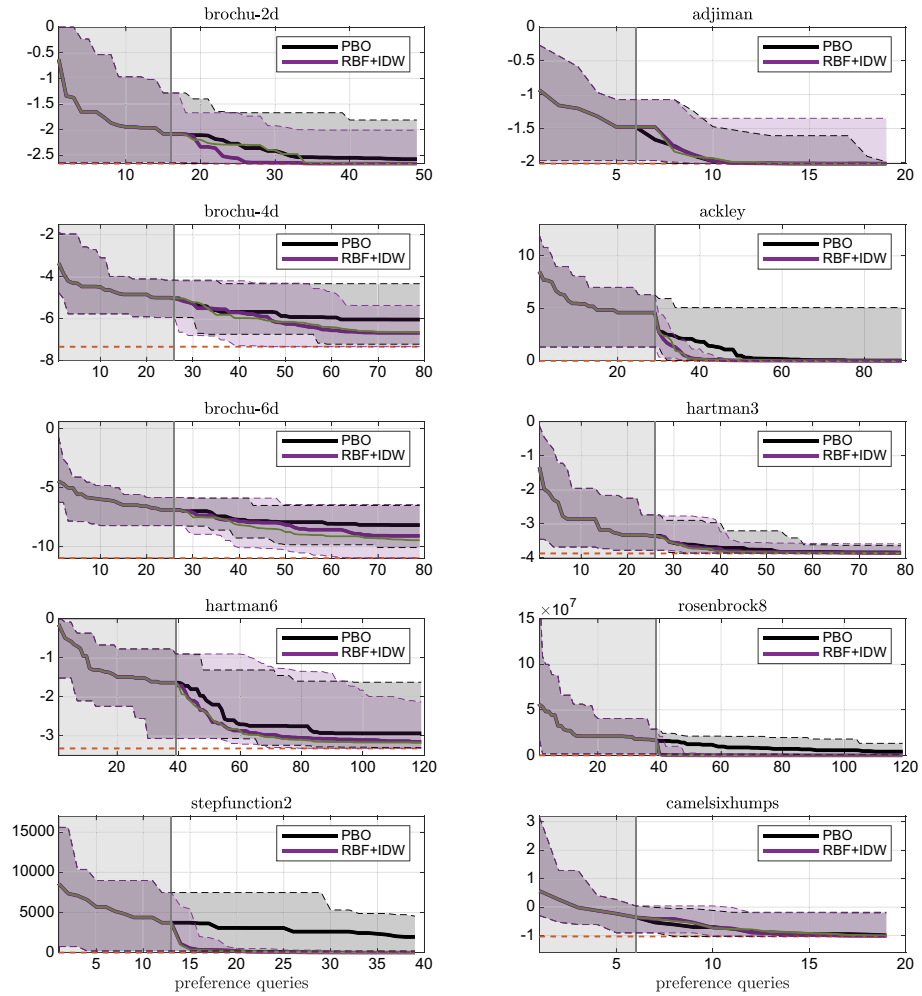 brochu-2d
0
-0.5
-1
-1.5
-2
-2.5
10 20 30 40 50
PBO
RBF+IDW
adjiman
0
-0.5
-1
-1.5
-2
5 10 15 20
PBO
RBF+IDW
brochu-4d
-2
-4
-6
-8
10 20 30 40 50 60 70 80
PBO
RBF+IDW
ackley
10
5
0
20 40 60 80
PBO
RBF+IDW
brochu-6d
0
-5
-10
10 20 30 40 50 60 70 80
PBO
RBF+IDW
hartman3
0
-1
-2
-3
-4
10 20 30 40 50 60 70 80
PBO
RBF+IDW
hartman6
0
-1
-2
-3
20 40 60 80 100 120
PBO
RBF+IDW
rosenbrock8
×10^7
15
10
5
0
20 40 60 80 100 120
PBO
RBF+IDW
stepfunction2
15000
10000
5000
0
5 10 15 20 25 30 35 40
preference queries
PBO
RBF+IDW
camelsixhumps
3
2
1
0
-1
5 10 15 20
preference queries
PBO
RBF+IDW